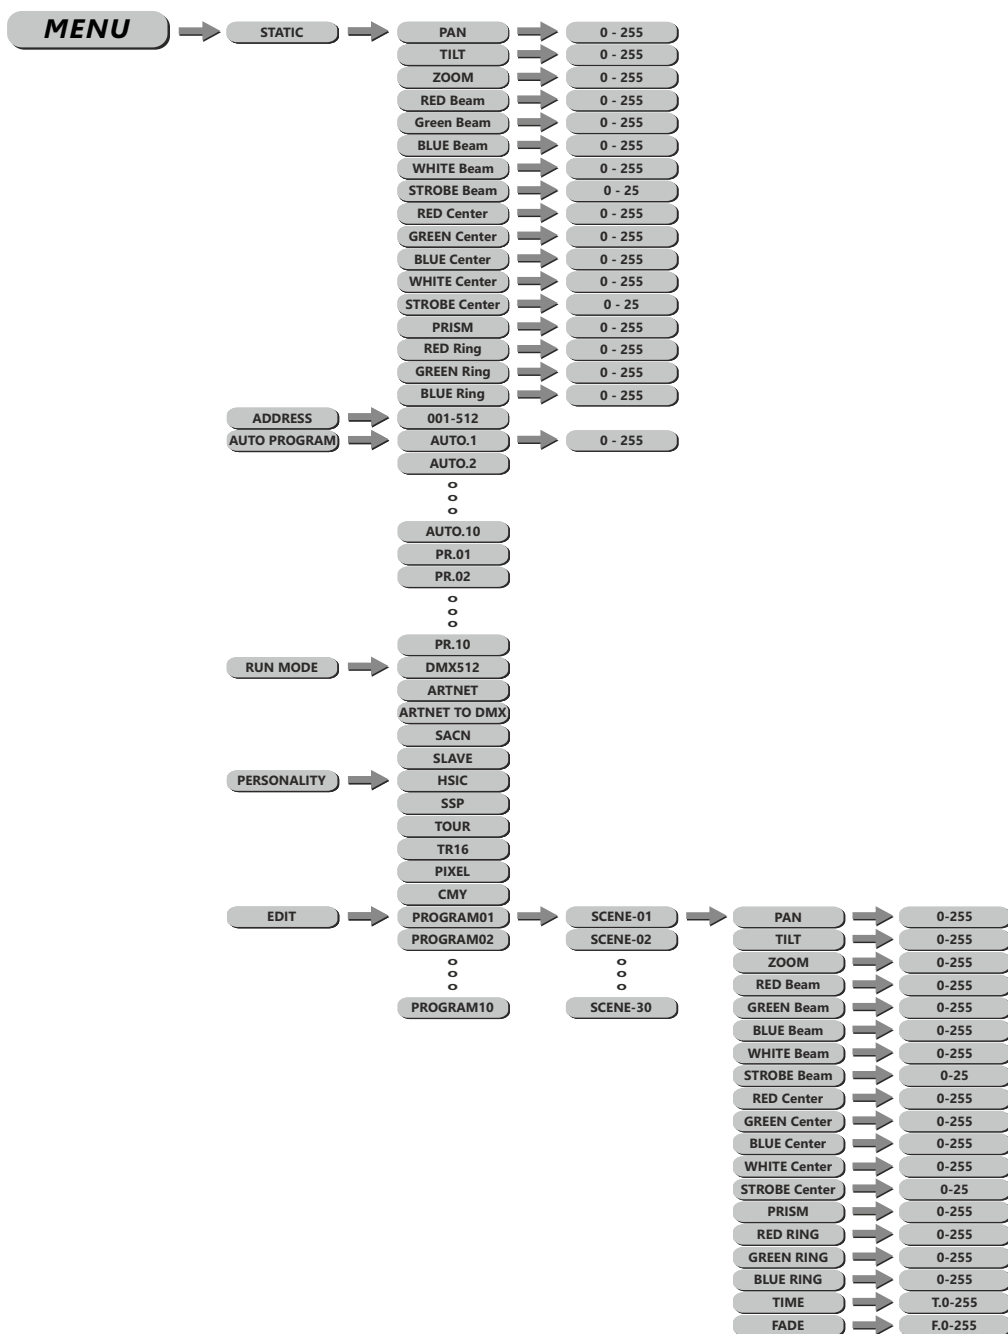 MENU STATIC PAN 0 - 255
TILT 0 - 255
ZOOM 0 - 255
RED Beam 0 - 255
Green Beam 0 - 255
BLUE Beam 0 - 255
WHITE Beam 0 - 255
STROBE Beam 0 - 25
RED Center 0 - 255
GREEN Center 0 - 255
BLUE Center 0 - 255
WHITE Center 0 - 255
STROBE Center 0 - 25
PRISM 0 - 255
RED Ring 0 - 255
GREEN Ring 0 - 255
BLUE Ring 0 - 255
ADDRESS 001-512
AUTO PROGRAM AUTO.1 0 - 255
AUTO.2
AUTO.10
PR.01
PR.02
PR.10
RUN MODE DMX512
ARTNET
ARTNET TO DMX
SACN
SLAVE
PERSONALITY HSIC
SSP
TOUR
TR16
PIXEL
CMY
EDIT PROGRAM01 SCENE-01 PAN 0-255
PROGRAM02 SCENE-02 TILT 0-255
ZOOM 0-255
RED Beam 0-255
PROGRAM10 SCENE-30 GREEN Beam 0-255
BLUE Beam 0-255
WHITE Beam 0-255
STROBE Beam 0-25
RED Center 0-255
GREEN Center 0-255
BLUE Center 0-255
WHITE Center 0-255
STROBE Center 0-25
PRISM 0-255
RED RING 0-255
GREEN RING 0-255
BLUE RING 0-255
TIME T.0-255
FADE F.0-255